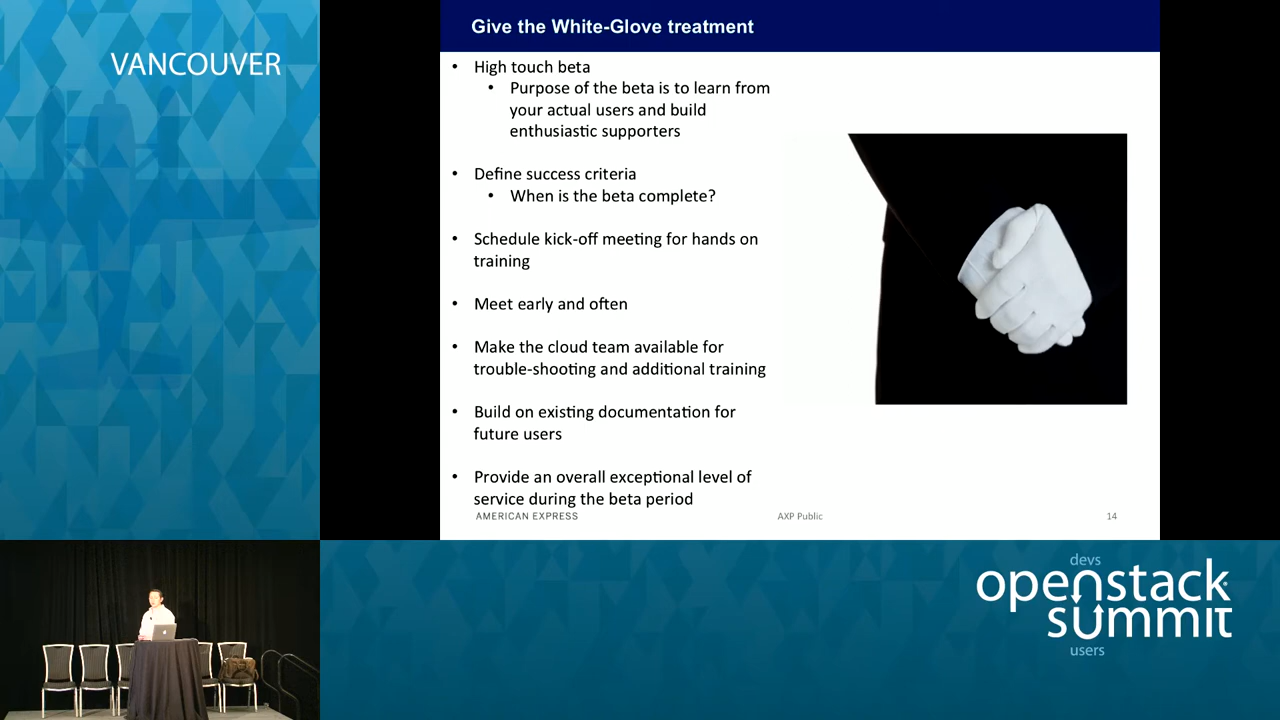 VANCOUVER
Give the White-Glove treatment
• High touch beta
• Purpose of the beta is to learn from
your actual users and build
enthusiastic supporters
• Define success criteria
• When is the beta complete?
• Schedule kick-off meeting for hands on
training
• Meet early and often
• Make the cloud team available for
trouble-shooting and additional training
• Build on existing documentation for
future users
• Provide an overall exceptional level of
service during the beta period
AMERICAN EXPRESS
AXP Public
14
devs
openstack
summit
users